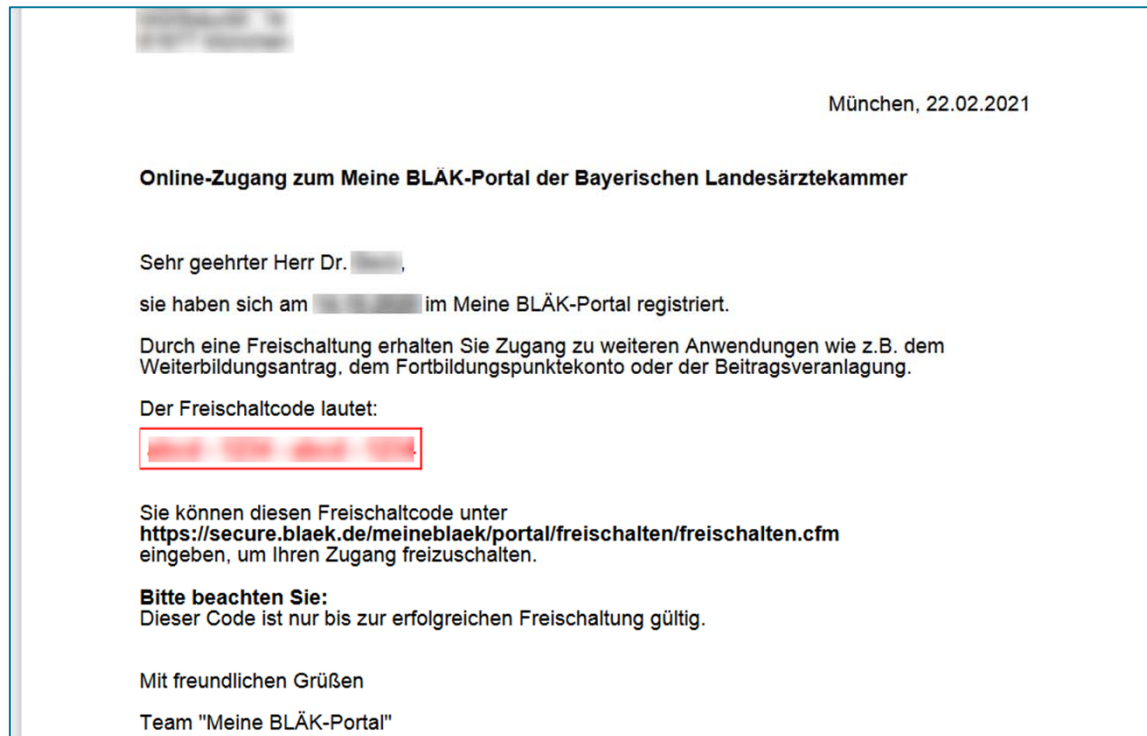 München, 22.02.2021
Online-Zugang zum Meine BLÄK-Portal der Bayerischen Landesärztekammer
Sehr geehrter Herr Dr. ,
sie haben sich am im Meine BLÄK-Portal registriert.
Durch eine Freischaltung erhalten Sie Zugang zu weiteren Anwendungen wie z.B. dem
Weiterbildungsantrag, dem Fortbildungspunktekonto oder der Beitragsveranlagung.
Der Freischaltcode lautet:
Sie können diesen Freischaltcode unter
https://secure.blaek.de/meineblaek/portal/freischalten/freischalten.cfm
eingeben, um Ihren Zugang freizuschalten.
Bitte beachten Sie:
Dieser Code ist nur bis zur erfolgreichen Freischaltung gültig.
Mit freundlichen Grüßen
Team "Meine BLÄK-Portal"